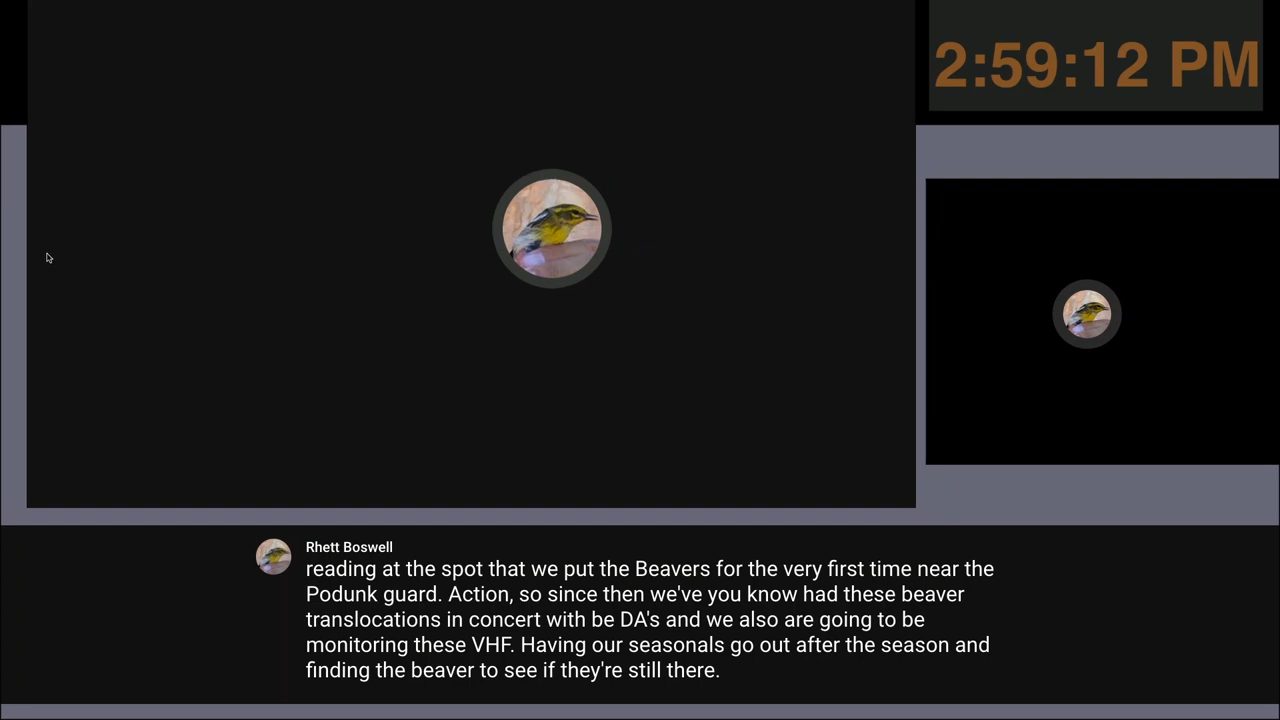 2:59:12 PM
Rhett Boswell
reading at the spot that we put the Beavers for the very first time near the
Podunk guard. Action, so since then we've you know had these beaver
translocations in concert with be DA's and we also are going to be
monitoring these VHF. Having our seasonals go out after the season and
finding the beaver to see if they're still there.